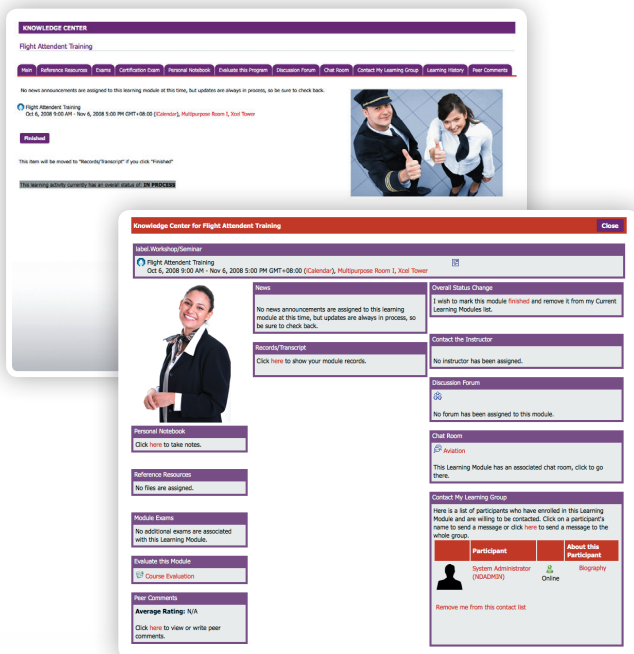 KNOWLEDGE CENTER
Flight Attendent Training
Main Reference Resources Exams Certification Exam Personal Notebook Evaluate this Program Discussion Forum Chat Room Contact My Learning Group Learning History Peer Comments
No news announcements are assigned to this learning module at this time, but updates are always in process, so be sure to check back.
Flight Attendent Training
Oct 6, 2008 9:00 AM - Nov 6, 2008 5:00 PM GMT+08:00 (iCalendar), Multipurpose Room I, Xcel Tower
Finished
This item will be moved to "Records/Transcript" if you click "Finished"
This learning activity currently has an overall status of: IN PROCESS
Knowledge Center for Flight Attendent Training
Close
label.Workshop/Seminar
Flight Attendent Training
Oct 6, 2008 9:00 AM - Nov 6, 2008 5:00 PM GMT+08:00 (iCalendar), Multipurpose Room I, Xcel Tower
Personal Notebook
Click here to take notes.
Reference Resources
No files are assigned.
Module Exams
No additional exams are associated
with this Learning Module.
Evaluate this Module
Course Evaluation
Peer Comments
Average Rating: N/A
Click here to view or write peer
comments.
News
No news announcements are assigned to this learning
module at this time, but updates are always in process, so
be sure to check back.
Records/Transcript
Click here to show your module records.
Overall Status Change
I wish to mark this module finished and remove it from my Current
Learning Modules list.
Contact the Instructor
No instructor has been assigned.
Discussion Forum
No forum has been assigned to this module.
Chat Room
Aviation
This Learning Module has an associated chat room, click to go
there.
Contact My Learning Group
Here is a list of participants who have enrolled in this Learning
Module and are willing to be contacted. Click on a participant's
name to send a message or click here to send a message to the
whole group.
Participant
About this
Participant
System Administrator
(NDADMIN)
Online
Biography
Remove me from this contact list